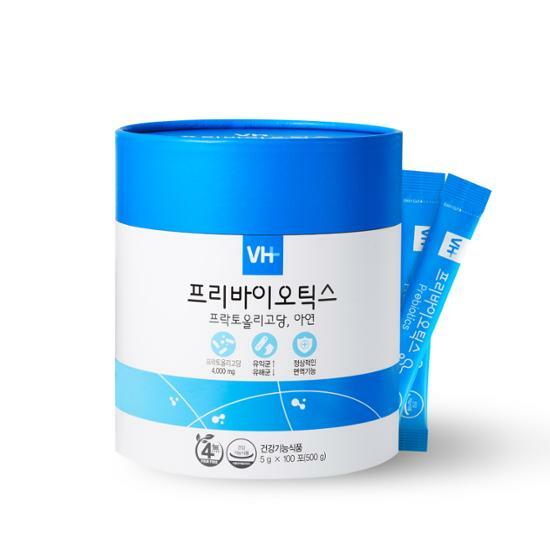 VH+
VH+
프리바이오틱스
프락토올리고당, 아연
프락토올리고당
4,000 mg
유익균↑
유해균↓
정상적인
면역기능
4無
건강기능식품
5 g × 100 포(500 g)
VH+
프리바이오틱스
Prebiotics